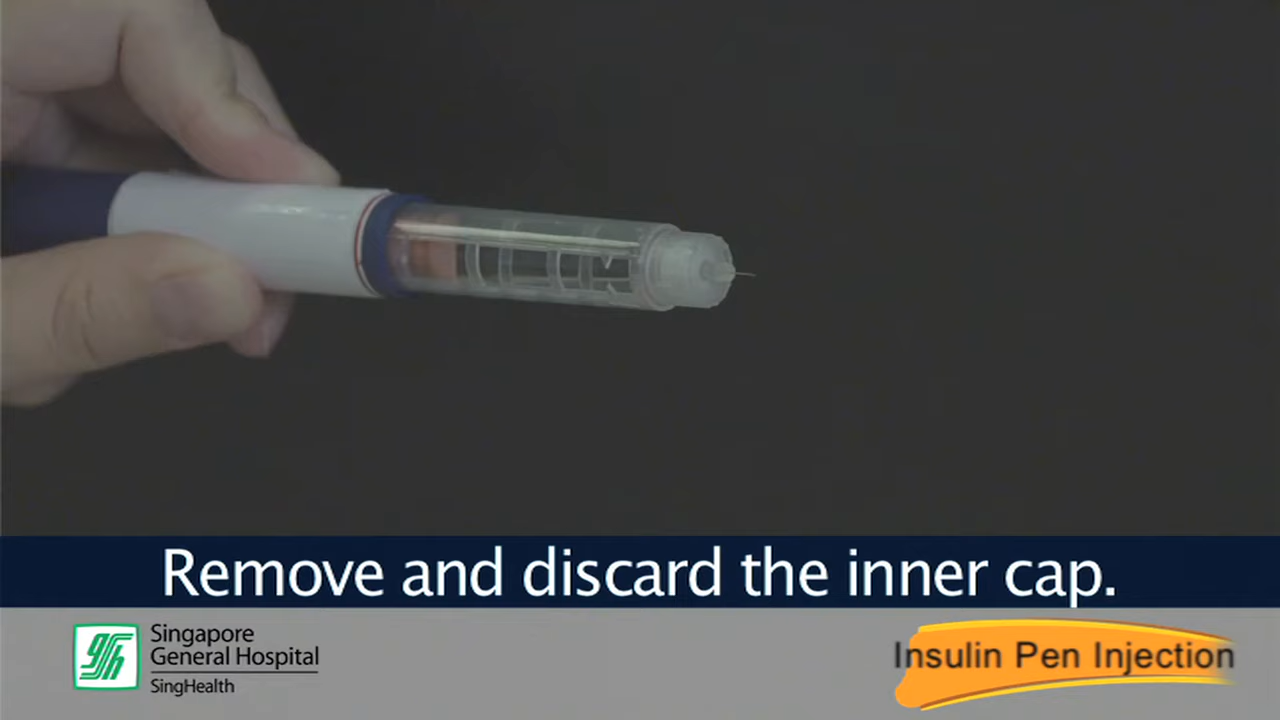 Remove and discard the inner cap.
Singapore
General Hospital
SingHealth
Insulin Pen Injection